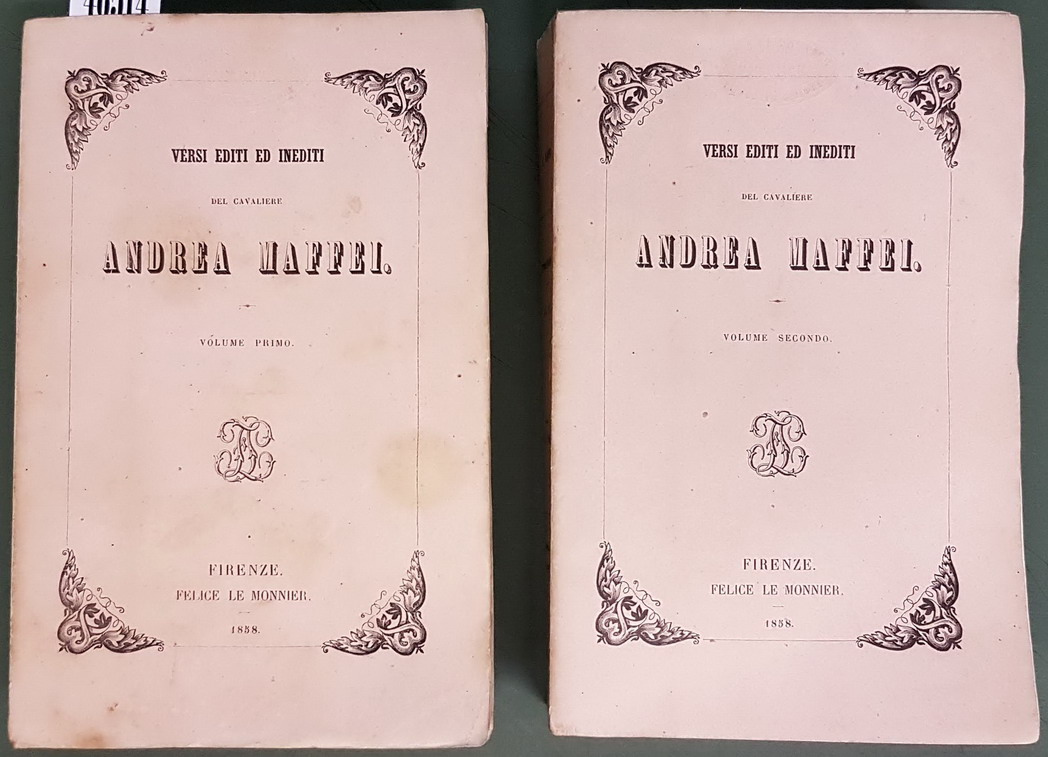 VERSI EDITI ED INEDITI
DEL CAVALIERE
ANDREA MAFFEI.
VOLUME PRIMO.
FIRENZE.
FELICE LE MONNIER.
1858.
VERSI EDITI ED INEDITI
DEL CAVALIERE
ANDREA MAFFEI.
VOLUME SECONDO.
FIRENZE.
FELICE LE MONNIER.
1858.